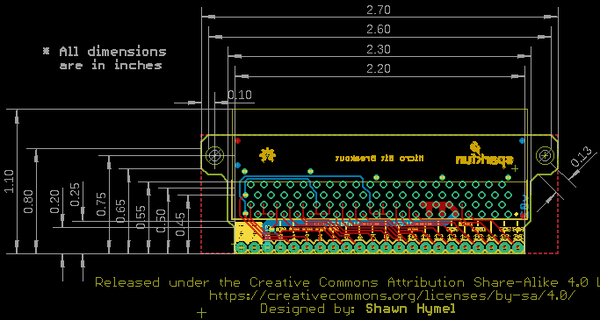 2.70
2.60
* All dimensions
are in inches
2.30
2.20
0.10
sparkfun
Micro Bit Breakout
0.13
1.10
0.80
0.20
0.25
0.75
0.65
0.55
0.50
0.45
Released under the Creative Commons Attribution Share-Alike 4.0 L
https://creativecommons.org/licenses/by-sa/4.0/
Designed by: Shawn Hymel